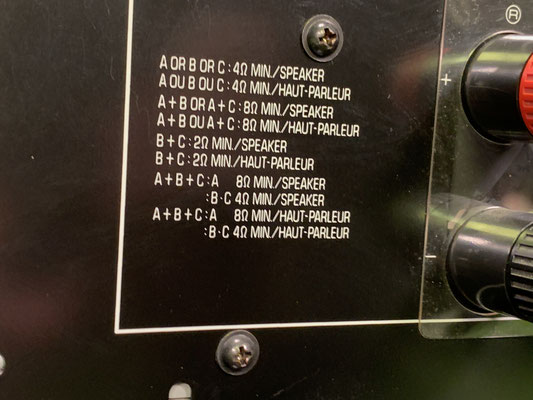 ®
A OR B OR C : 4Ω MIN./SPEAKER
A OU B OU C : 4Ω MIN./HAUT-PARLEUR
A + B OR A + C : 8Ω MIN./SPEAKER
A + B OU A + C : 8Ω MIN./HAUT-PARLEUR
B + C : 2Ω MIN./SPEAKER
B + C : 2Ω MIN./HAUT-PARLEUR
A + B + C : A 8Ω MIN./SPEAKER
: B · C 4Ω MIN./SPEAKER
A + B + C : A 8Ω MIN./HAUT-PARLEUR
: B · C 4Ω MIN./HAUT-PARLEUR
+
−